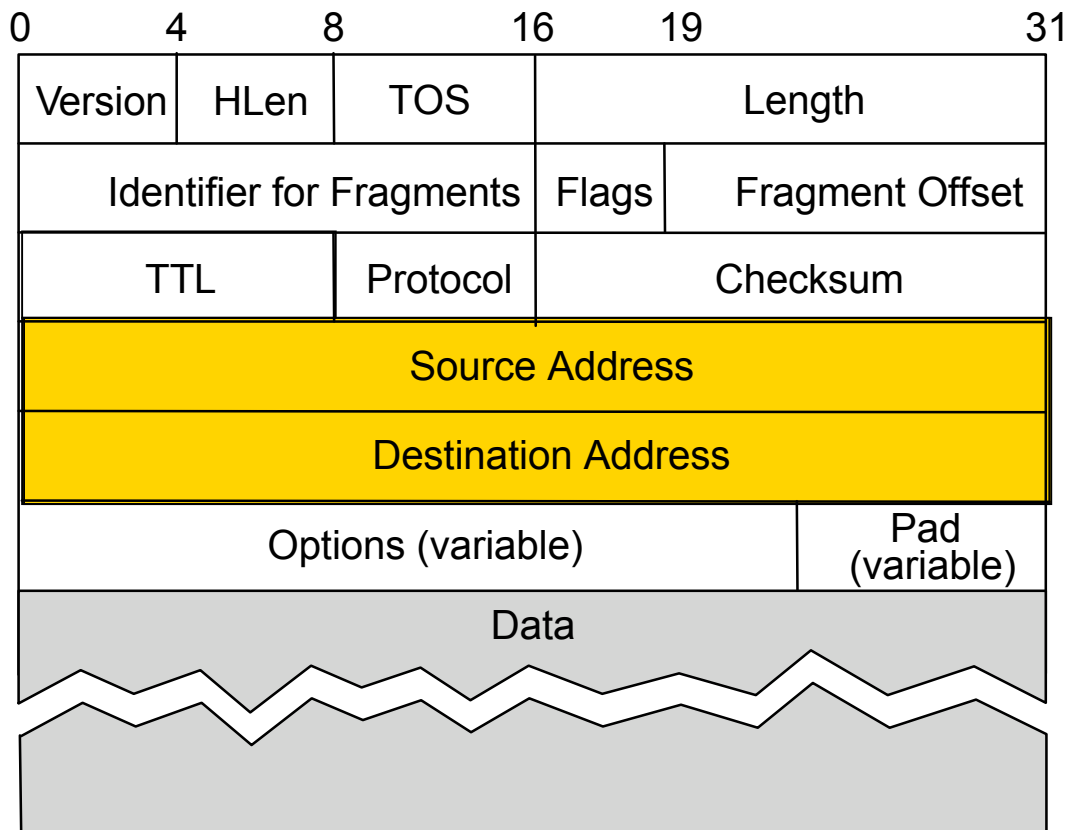 0 4 8 16 19 31
Version HLen TOS Length
Identifier for Fragments Flags Fragment Offset
TTL Protocol Checksum
Source Address
Destination Address
Options (variable) Pad
(variable)
Data